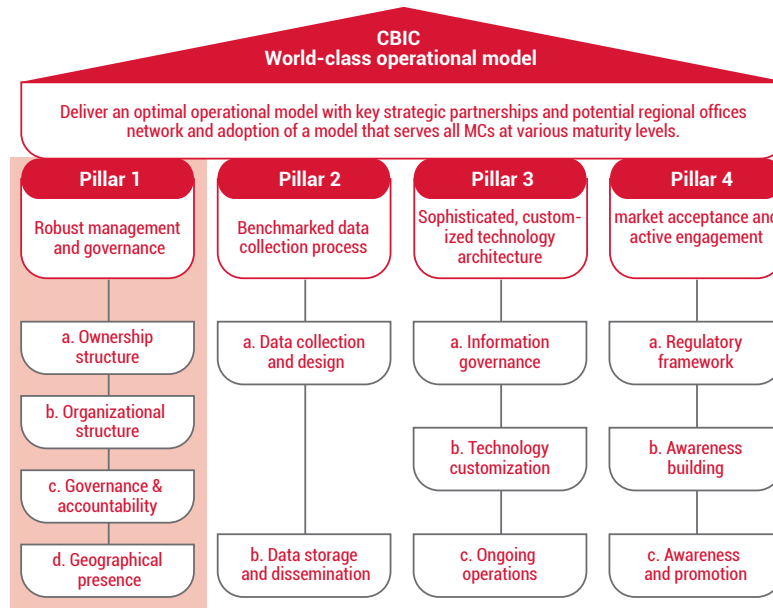 CBIC
World-class operational model
Deliver an optimal operational model with key strategic partnerships and potential regional offices
network and adoption of a model that serves all MCs at various maturity levels.
Pillar 1
Robust management
and governance
a. Ownership
structure
b. Organizational
structure
c. Governance &
accountability
d. Geographical
presence
Pillar 2
Benchmarked data
collection process
a. Data collection
and design
b. Data storage
and dissemination
Pillar 3
Sophisticated, custom-
ized technology
architecture
a. Information
governance
b. Technology
customization
c. Ongoing
operations
Pillar 4
market acceptance and
active engagement
a. Regulatory
framework
b. Awareness
building
c. Awareness
and promotion